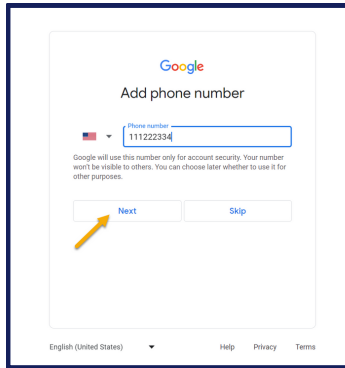 Google
Add phone number
Phone number
111222334
Google will use this number only for account security. Your number
won't be visible to others. You can choose later whether to use it for
other purposes.
Next Skip
English (United States) Help Privacy Terms